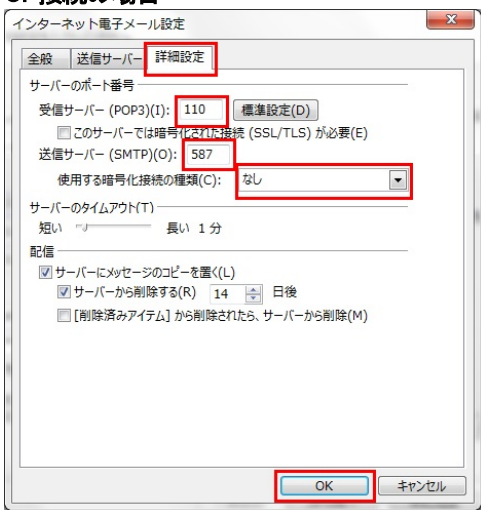 接続の場合
インターネット電子メール設定
全般 送信サーバー 詳細設定
サーバーのポート番号
受信サーバー (POP3)(I): 110 標準設定(D)
このサーバーでは暗号化された接続 (SSL/TLS) が必要(E)
送信サーバー (SMTP)(O): 587
使用する暗号化接続の種類(C): なし
サーバーのタイムアウト(T)
短い 長い 1 分
配信
サーバーにメッセージのコピーを置く(L)
サーバーから削除する(R) 14 日後
[削除済みアイテム] から削除されたら、サーバーから削除(M)
OK キャンセル